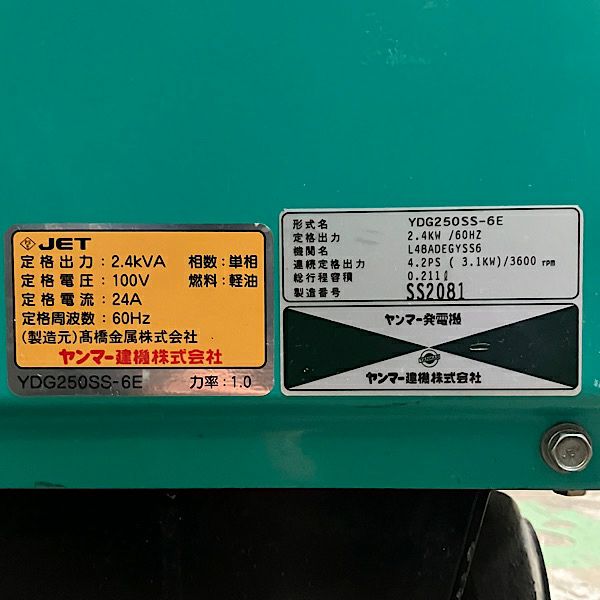 JET
定格出力:2.4kVA 相数:単相
定格電圧:100V 燃料:軽油
定格電流:24A
定格周波数:60Hz
(製造元)髙橋金属株式会社
ヤンマー建機株式会社
YDG250SS-6E 力率:1.0
形式名 YDG250SS-6E
定格出力 2.4KW /60HZ
機関名 L48ADEGYSS6
連続定格出力 4.2PS ( 3.1KW)/3600 rpm
総行程容積 0.211ℓ
製造番号 SS2081
ヤンマー発電機
ヤンマー建機株式会社